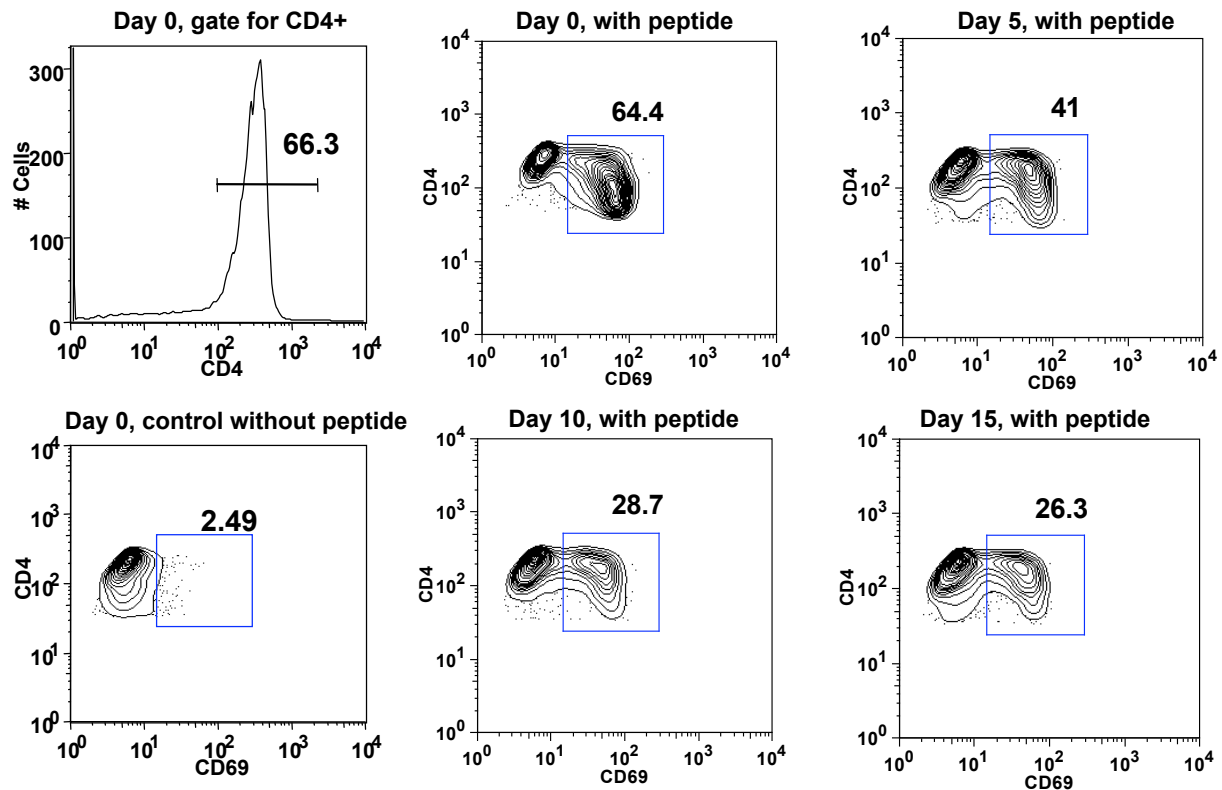 Day 0, gate for CD4+
300
200
100
0
# Cells
66.3
10^0 10^1 10^2 10^3 10^4
CD4
Day 0, with peptide
10^4
10^3
10^2
10^1
10^0
CD4
64.4
10^0 10^1 10^2 10^3 10^4
CD69
Day 5, with peptide
10^4
10^3
10^2
10^1
10^0
CD4
41
10^0 10^1 10^2 10^3 10^4
CD69
Day 0, control without peptide
10^4
10^3
10^2
10^1
10^0
CD4
2.49
10^0 10^1 10^2 10^3 10^4
CD69
Day 10, with peptide
10^4
10^3
10^2
10^1
10^0
CD4
28.7
10^0 10^1 10^2 10^3 10^4
CD69
Day 15, with peptide
10^4
10^3
10^2
10^1
10^0
CD4
26.3
10^0 10^1 10^2 10^3 10^4
CD69